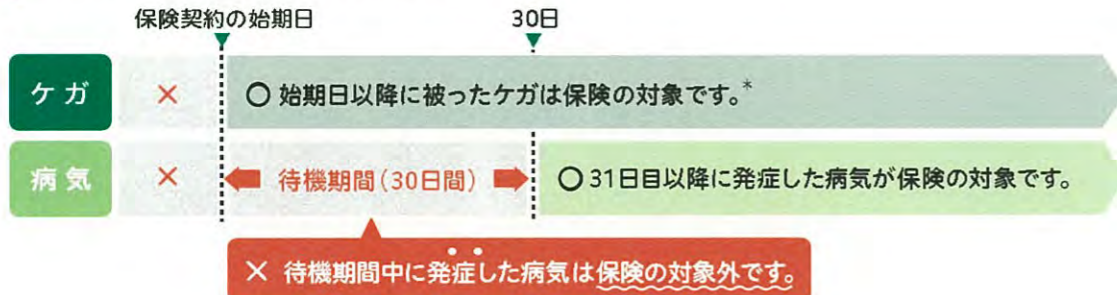 保険契約の始期日
30日
ケガ
×
○ 始期日以降に被ったケガは保険の対象です。*
病気
×
待機期間(30日間)
○ 31日目以降に発症した病気が保険の対象です。
× 待機期間中に発症した病気は保険の対象外です。